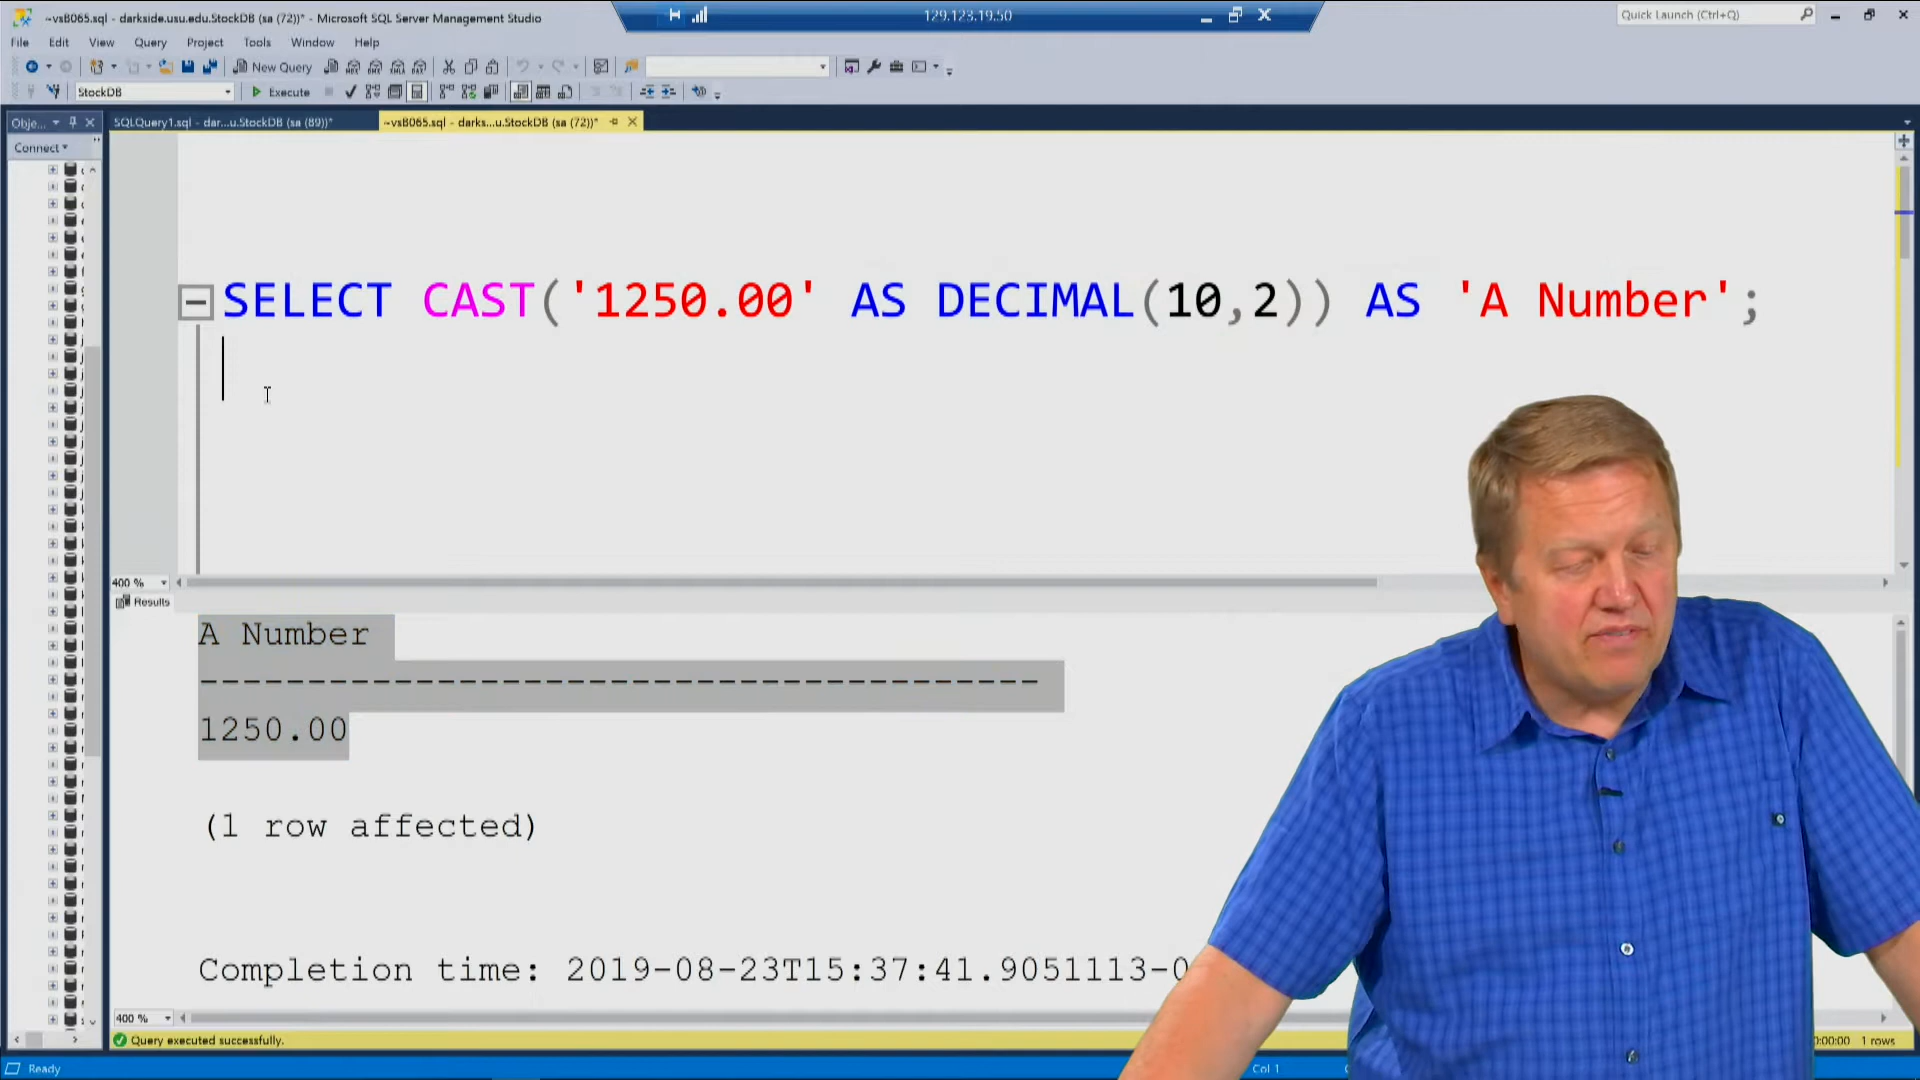 ~vsB065.sql - darkside.usu.edu.StockDB (sa (72))* - Microsoft SQL Server Management Studio
129.123.19.50
Quick Launch (Ctrl+Q)
File Edit View Query Project Tools Window Help
New Query
StockDB
Execute
Obje...
SQLQuery1.sql - dar...u.StockDB (sa (89))*
~vsB065.sql - darks...u.StockDB (sa (72))*
Connect
SELECT CAST('1250.00' AS DECIMAL(10,2)) AS 'A Number';
400 %
Results
A Number
---------------------------------------
1250.00
(1 row affected)
Completion time: 2019-08-23T15:37:41.9051113-0
400 %
Query executed successfully.
0:00:00
1 rows
Ready
Col 1